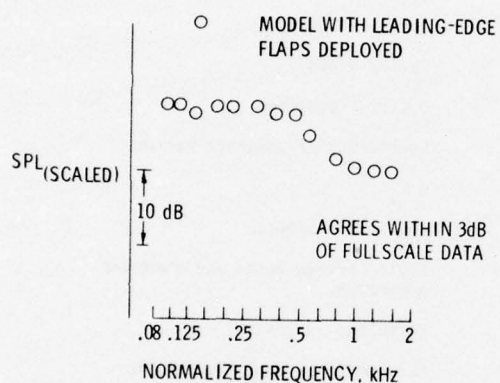 MODEL WITH LEADING-EDGE
FLAPS DEPLOYED
SPL(SCALED)
10 dB
AGREES WITHIN 3dB
OF FULLSCALE DATA
.08 .125 .25 .5 1 2
NORMALIZED FREQUENCY, kHz